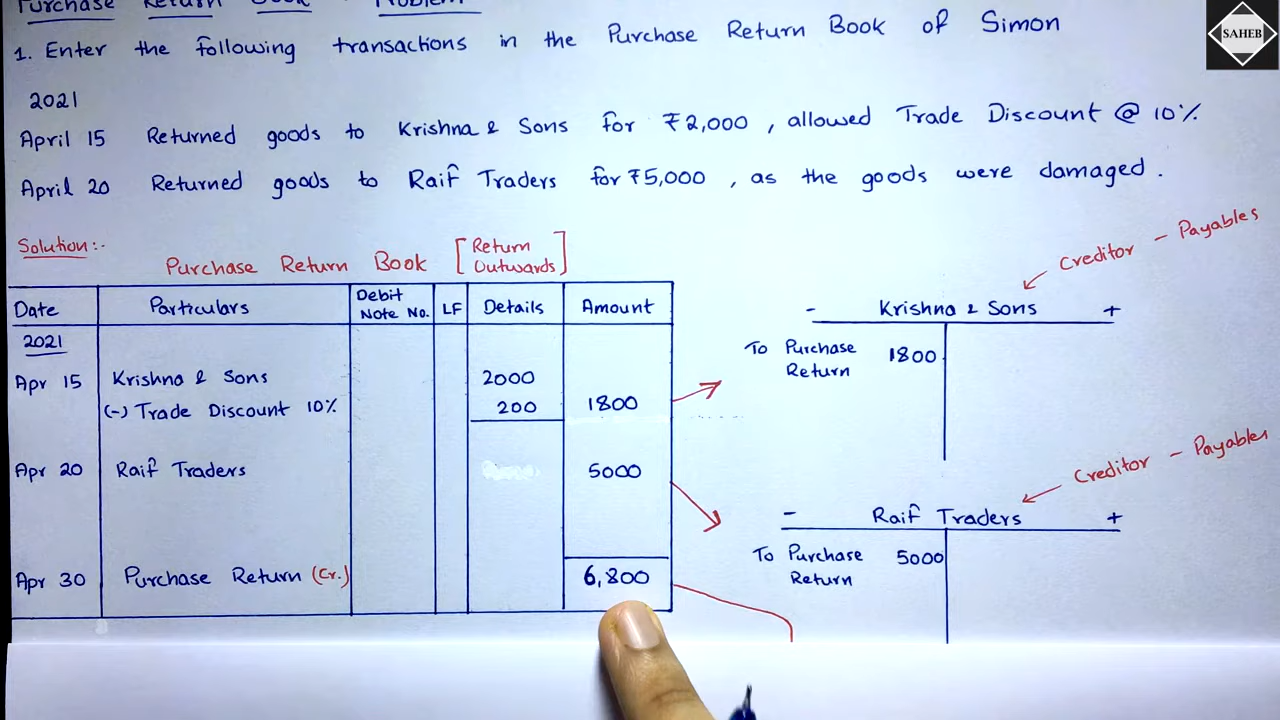 Purchase Return Book Problem
1. Enter the following transactions in the Purchase Return Book of Simon
SAHEB
2021
April 15 Returned goods to Krishna & Sons for ₹2,000, allowed Trade Discount @ 10%
April 20 Returned goods to Raif Traders for ₹5,000, as the goods were damaged.
Solution:-
Purchase Return Book [Return Outwards]
Date Particulars Debit Note No. LF Details Amount
2021
Apr 15 Krishna & Sons 2000
(-) Trade Discount 10% 200 1800
Apr 20 Raif Traders 5000
Apr 30 Purchase Return (Cr.) 6,800
Creditor - Payables
- Krishna & Sons +
To Purchase Return 1800
Creditor - Payables
- Raif Traders +
To Purchase Return 5000